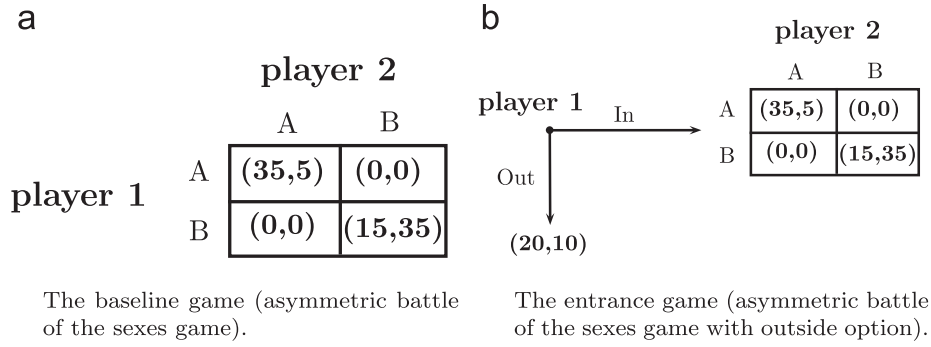 a
player 2
A B
player 1
A (35,5) (0,0)
B (0,0) (15,35)
The baseline game (asymmetric battle
of the sexes game).
b
player 2
A B
player 1
In
Out
(20,10)
A (35,5) (0,0)
B (0,0) (15,35)
The entrance game (asymmetric battle
of the sexes game with outside option).